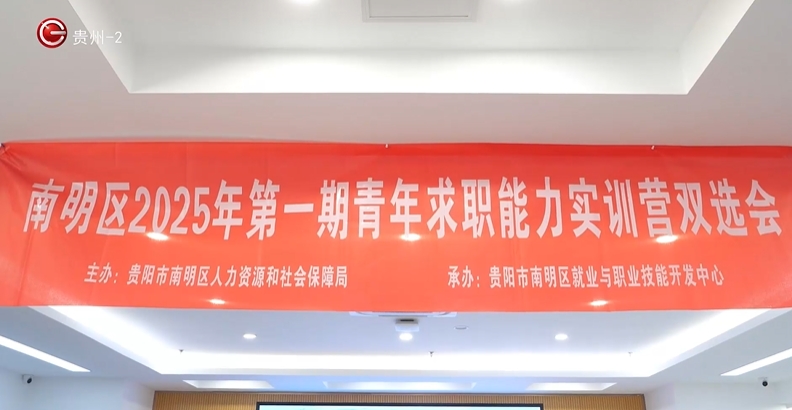 贵州-2
南明区2025年第一期青年求职能力实训营双选会
主办：贵阳市南明区人力资源和社会保障局
承办：贵阳市南明区就业与职业技能开发中心